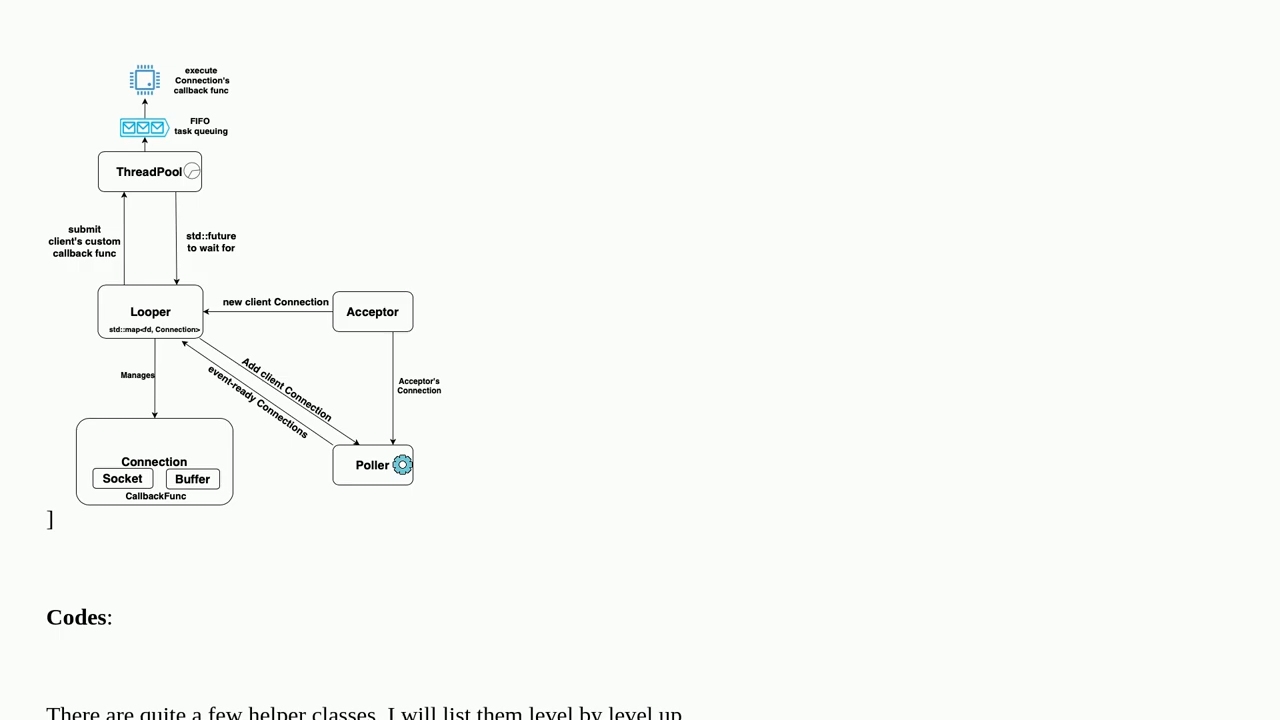 execute
Connection's
callback func
FIFO
task queuing
ThreadPool
submit
client's custom
callback func
std::future
to wait for
Looper
std::map<fd, Connection>
new client Connection
Acceptor
Manages
Add client Connection
event-ready Connections
Acceptor's
Connection
Connection
Socket
Buffer
CallbackFunc
Poller
]
Codes:
There are quite a few helper classes. I will list them level by level up.